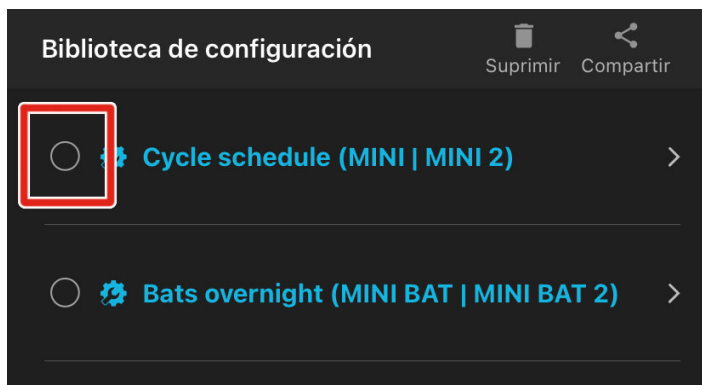 Biblioteca de configuración
Suprimir Compartir
Cycle schedule (MINI | MINI 2)
Bats overnight (MINI BAT | MINI BAT 2)